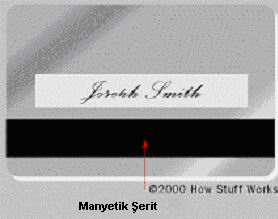 Joseph Smith
©2000 How Stuff Works
Manyetik Şerit